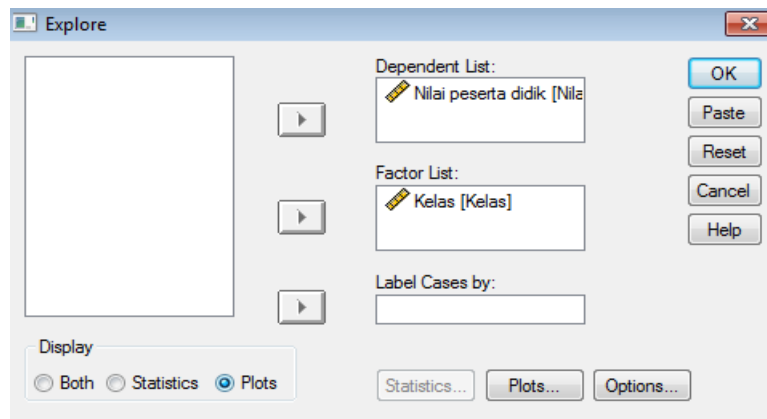 Explore
Dependent List:
Nilai peserta didik [Nila
Factor List:
Kelas [Kelas]
Label Cases by:
Display
Both Statistics Plots
Statistics... Plots... Options...
OK
Paste
Reset
Cancel
Help